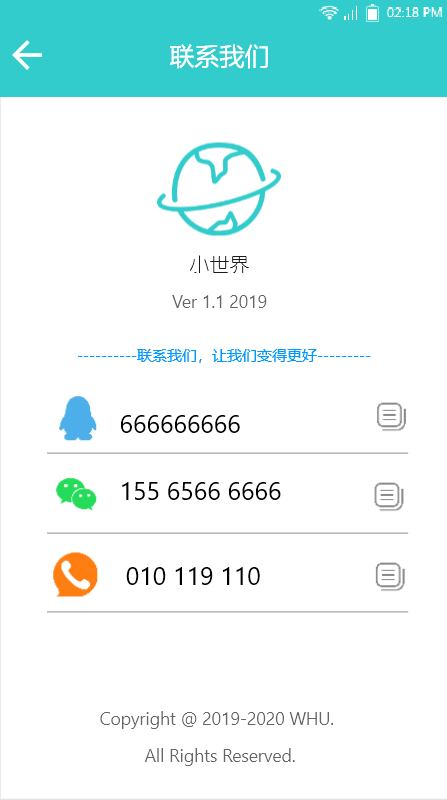 02:18 PM
联系我们
小世界
Ver 1.1 2019
----------联系我们，让我们变得更好---------
666666666
155 6566 6666
010 119 110
Copyright @ 2019-2020 WHU.
All Rights Reserved.